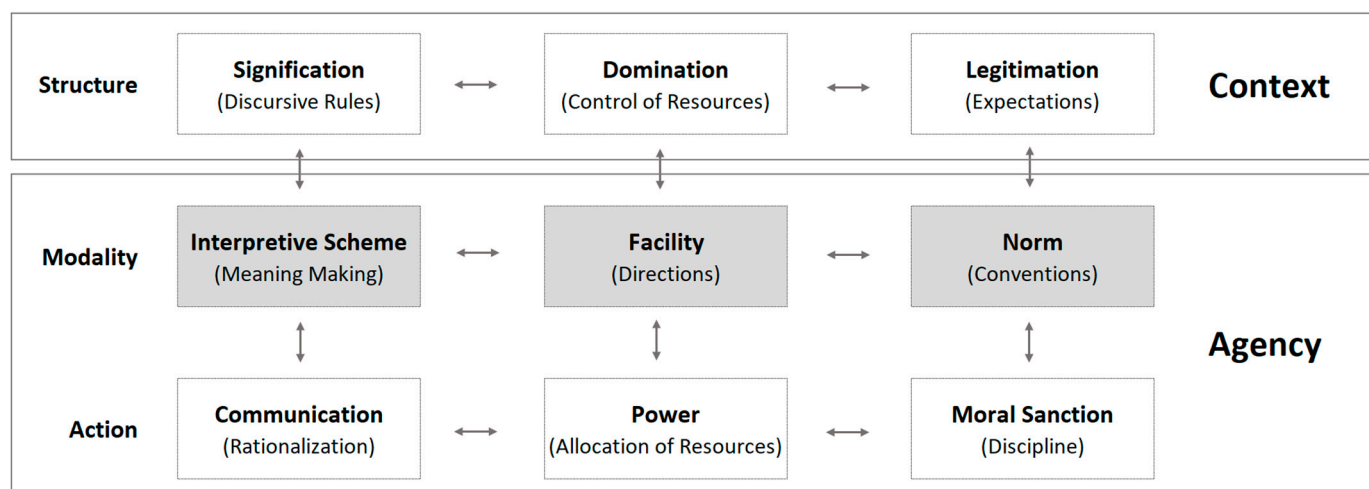 Structure
Signification
(Discursive Rules)
Domination
(Control of Resources)
Legitimation
(Expectations)
Context
Modality
Interpretive Scheme
(Meaning Making)
Facility
(Directions)
Norm
(Conventions)
Agency
Action
Communication
(Rationalization)
Power
(Allocation of Resources)
Moral Sanction
(Discipline)